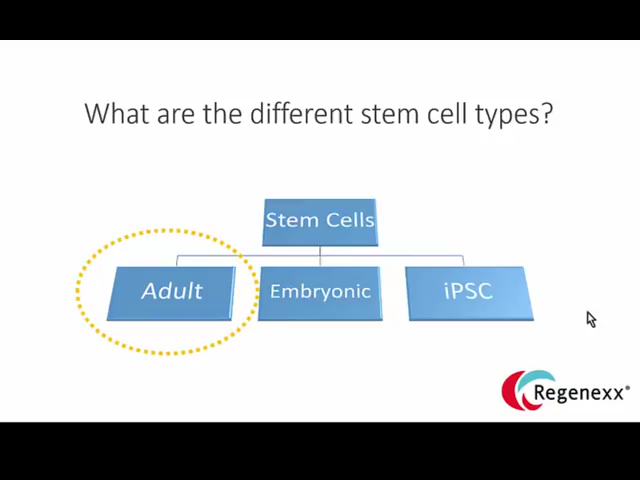 What are the different stem cell types?
Stem Cells
Adult
Embryonic
iPSC
Regenexx®